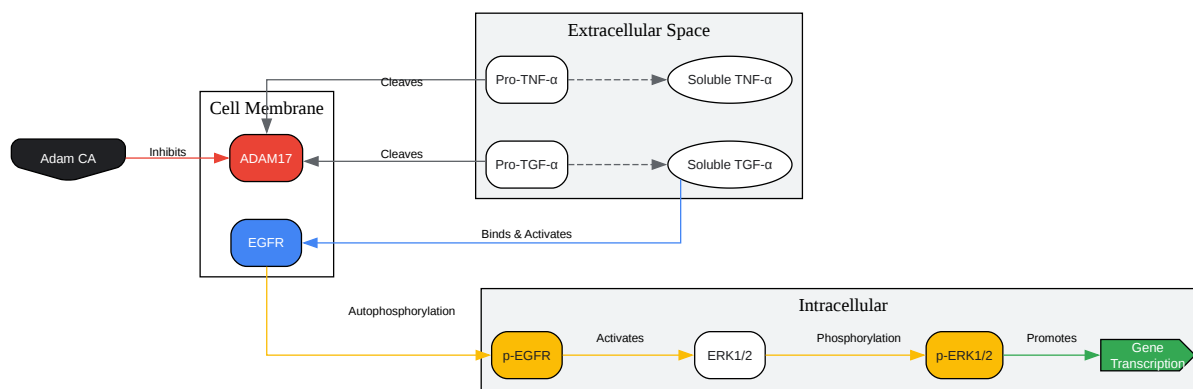 Extracellular Space
Cleaves
Pro-TNF-α
Soluble TNF-α
Cell Membrane
Adam CA
Inhibits
ADAM17
Cleaves
Pro-TGF-α
Soluble TGF-α
EGFR
Binds & Activates
Autophosphorylation
Intracellular
p-EGFR
Activates
ERK1/2
Phosphorylation
p-ERK1/2
Promotes
Gene
Transcription